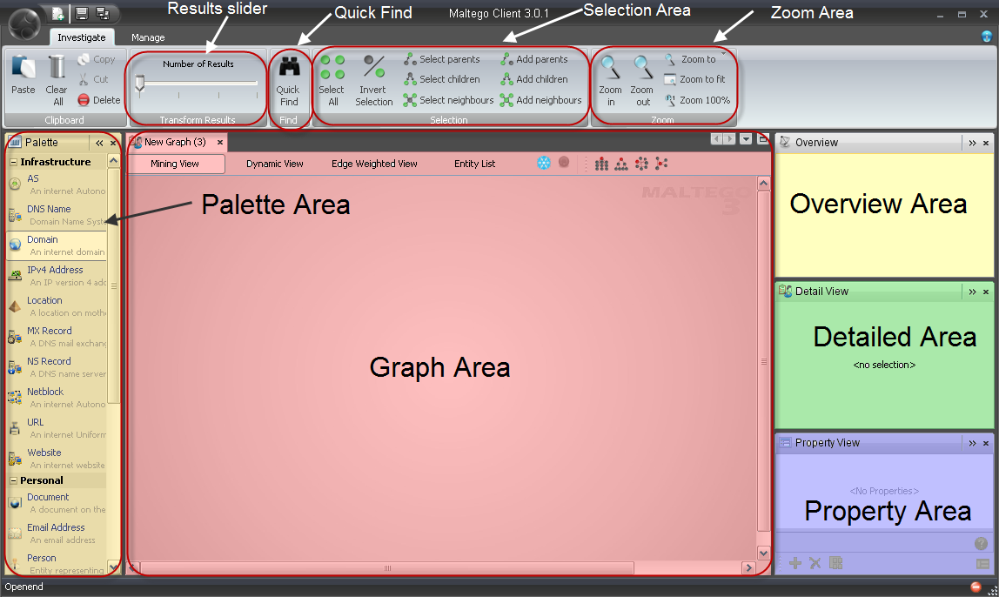 Results slider
Quick Find
Maltego Client 3.0.1
Selection Area
Zoom Area
Investigate
Manage
Paste
Clear
All
Copy
Cut
Delete
Clipboard
Number of Results
Transform Results
Quick
Find
Find
Select
All
Invert
Selection
Select parents
Select children
Select neighbours
Add parents
Add children
Add neighbours
Selection
Zoom
in
Zoom
out
Zoom to
Zoom to fit
Zoom 100%
Zoom
Palette
Infrastructure
AS
An internet Autono
DNS Name
Domain Name Syst
Domain
An internet domain
IPv4 Address
An IP version 4 add
Location
A location on moth
MX Record
A DNS mail exchan
NS Record
A DNS name server
Netblock
An internet Autono
URL
An internet Uniform
Website
An internet website
Personal
Document
A document on the
Email Address
An email address
Person
Entity representing
Palette Area
New Graph (3)
Mining View
Dynamic View
Edge Weighted View
Entity List
MALTEGO
3
Graph Area
Overview
Overview Area
Detail View
Detailed Area
<no selection>
Property View
<No Properties>
Property Area
Openend